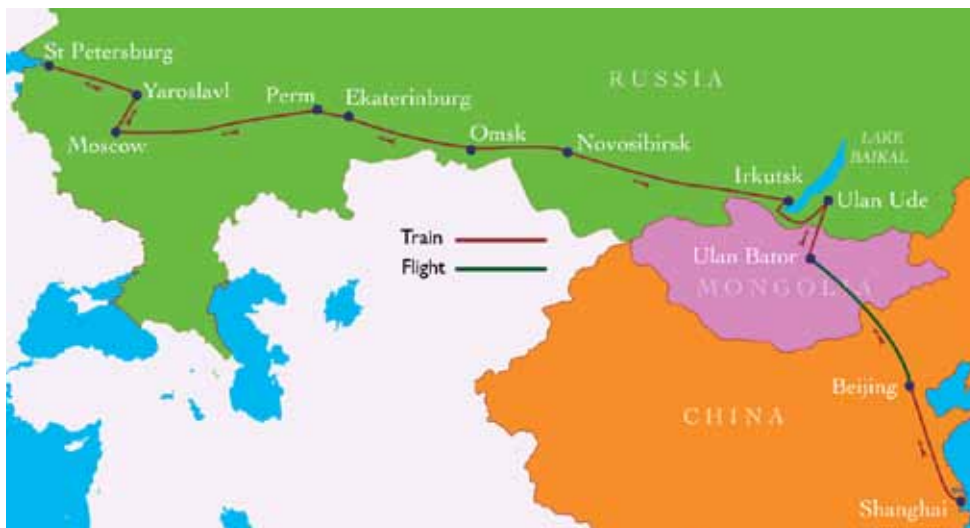 St Petersburg
RUSSIA
Yaroslavl
Perm
Ekaterinburg
Moscow
Omsk
Novosibirsk
LAKE
BAIKAL
Irkutsk
Ulan Ude
Train
Flight
Ulan Bator
MONGOLIA
Beijing
CHINA
Shanghai